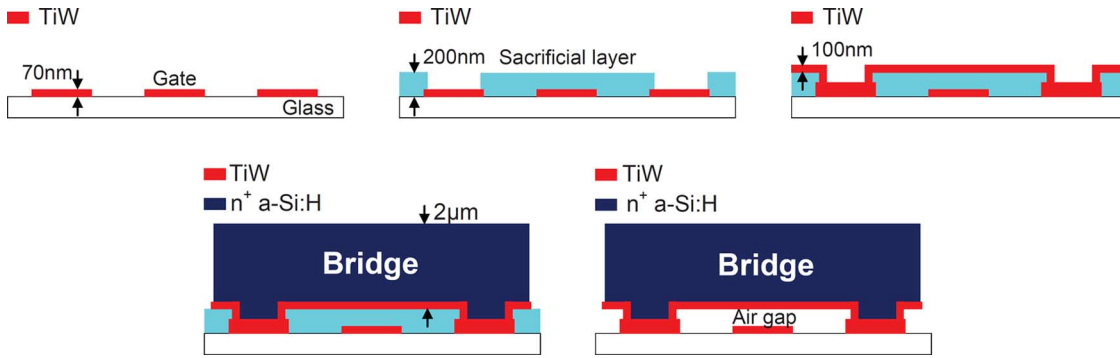 TiW
70nm
Gate
Glass
TiW
200nm
Sacrificial layer
TiW
100nm
TiW
n⁺ a-Si:H
2μm
Bridge
TiW
n⁺ a-Si:H
Bridge
Air gap